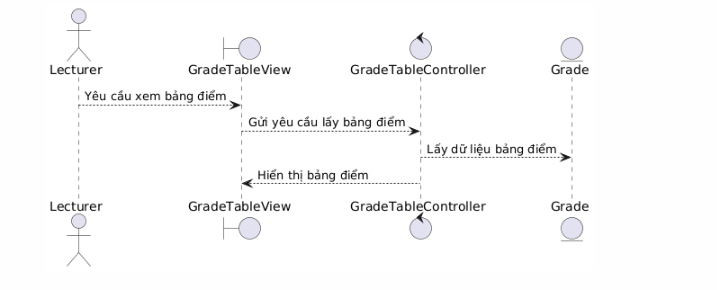 Lecturer GradeTableView GradeTableController Grade
Yêu cầu xem bảng điểm
Gửi yêu cầu lấy bảng điểm
Lấy dữ liệu bảng điểm
Hiển thị bảng điểm
Lecturer GradeTableView GradeTableController Grade